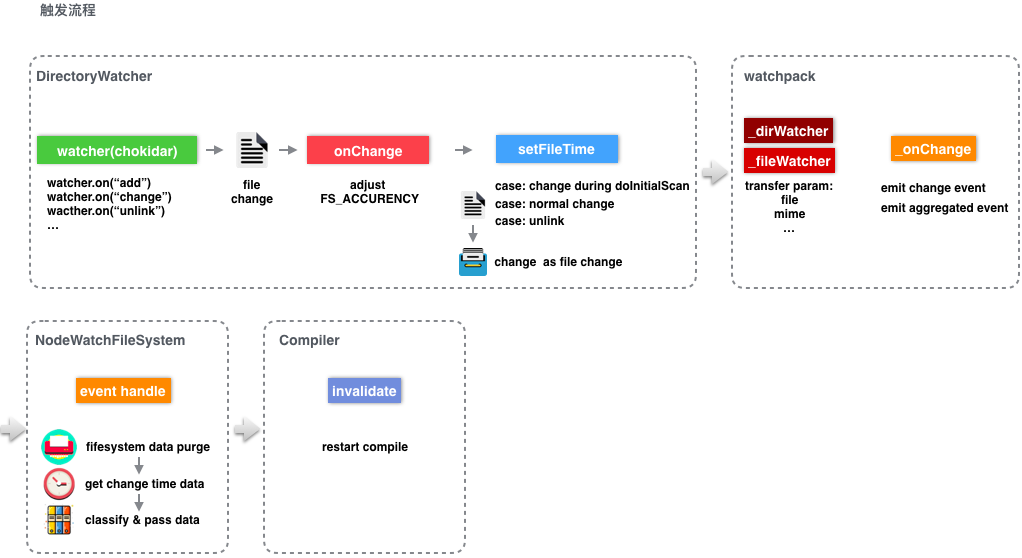 触发流程
DirectoryWatcher
watcher(chokidar)
watcher.on(“add”)
watcher.on(“change”)
wacther.on(“unlink”)
...
file
change
onChange
adjust
FS_ACCURENCY
setFileTime
case: change during doInitialScan
case: normal change
case: unlink
change as file change
watchpack
_dirWatcher
_fileWatcher
transfer param:
file
mime
...
_onChange
emit change event
emit aggregated event
NodeWatchFileSystem
event handle
fifesystem data purge
get change time data
classify & pass data
Compiler
invalidate
restart compile